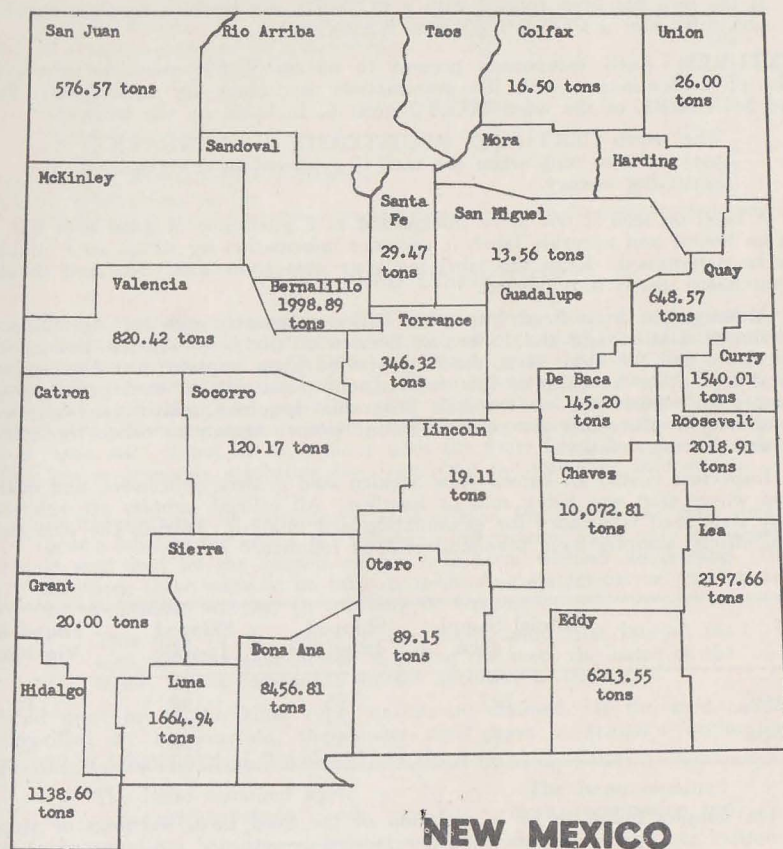 San Juan
576.57 tons
Rio Arriba
Taos
Colfax
16.50 tons
Union
26.00
tons
Sandoval
Mora
Harding
McKinley
Santa
Fe
29.47
tons
San Miguel
13.56 tons
Quay
648.57
tons
Valencia
820.42 tons
Bernalillo
1998.89
tons
Guadalupe
Torrance
346.32
tons
Curry
1540.01
tons
De Baca
145.20
tons
Catron
Socorro
120.17 tons
Roosevelt
2018.91
tons
Lincoln
19.11
tons
Chavez
10,072.81
tons
Lea
2197.66
tons
Sierra
Otero
89.15
tons
Grant
20.00 tons
Eddy
6213.55
tons
Dona Ana
8456.81
tons
Hidalgo
1138.60
tons
Luna
1664.94
tons
NEW MEXICO